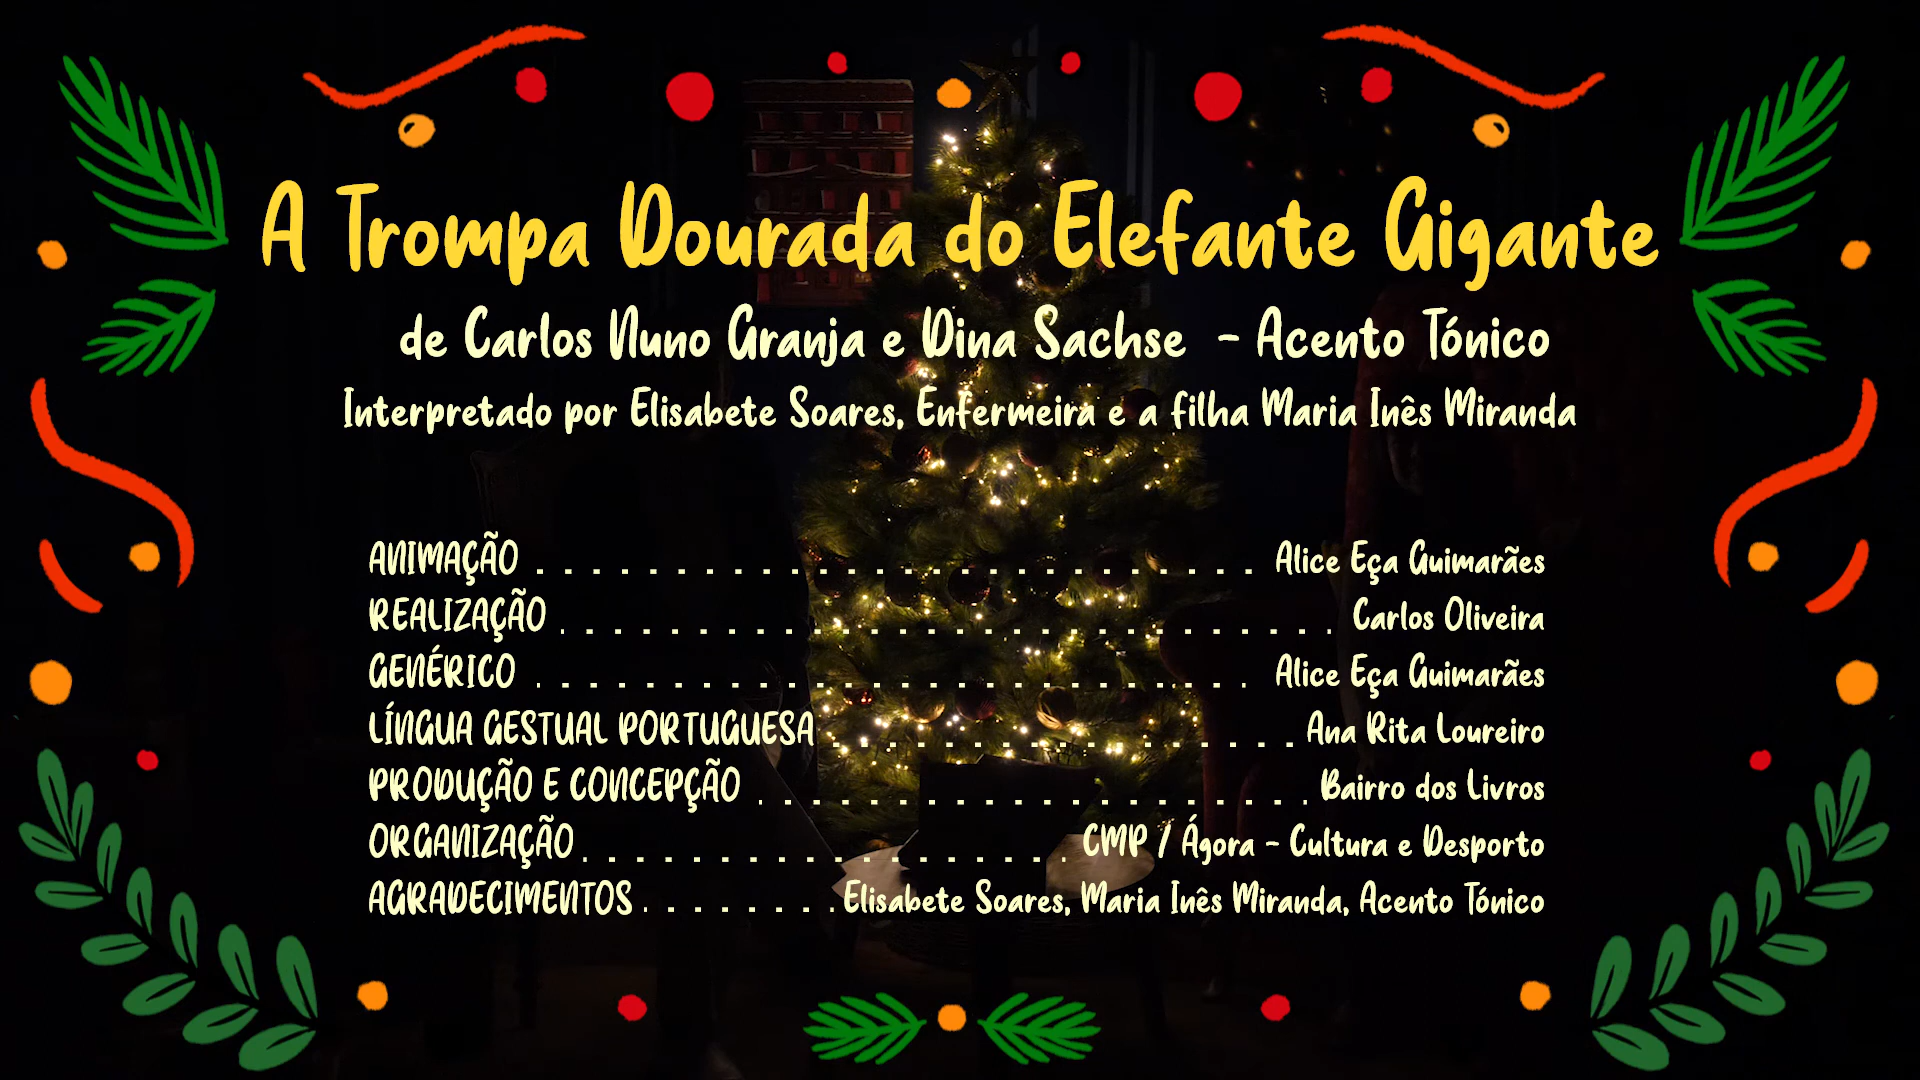 A Trompa Dourada do Elefante Gigante
de Carlos Nuno Granja e Dina Sachse - Acento Tónico
Interpretado por Elisabete Soares, Enfermeira e a filha Maria Inês Miranda
ANIMAÇÃO . . . . . . . . . . . . . . . . . . . . . . . . . . Alice Eça Guimarães
REALIZAÇÃO . . . . . . . . . . . . . . . . . . . . . . . . . . . . Carlos Oliveira
GENÉRICO . . . . . . . . . . . . . . . . . . . . . . . . . . Alice Eça Guimarães
LÍNGUA GESTUAL PORTUGUESA . . . . . . . . . . . . . . . . . Ana Rita Loureiro
PRODUÇÃO E CONCEPÇÃO . . . . . . . . . . . . . . . . . . . . Bairro dos Livros
ORGANIZAÇÃO . . . . . . . . . . . . . . . . . . CMP / Ágora - Cultura e Desporto
AGRADECIMENTOS . . . . . . . . Elisabete Soares, Maria Inês Miranda, Acento Tónico